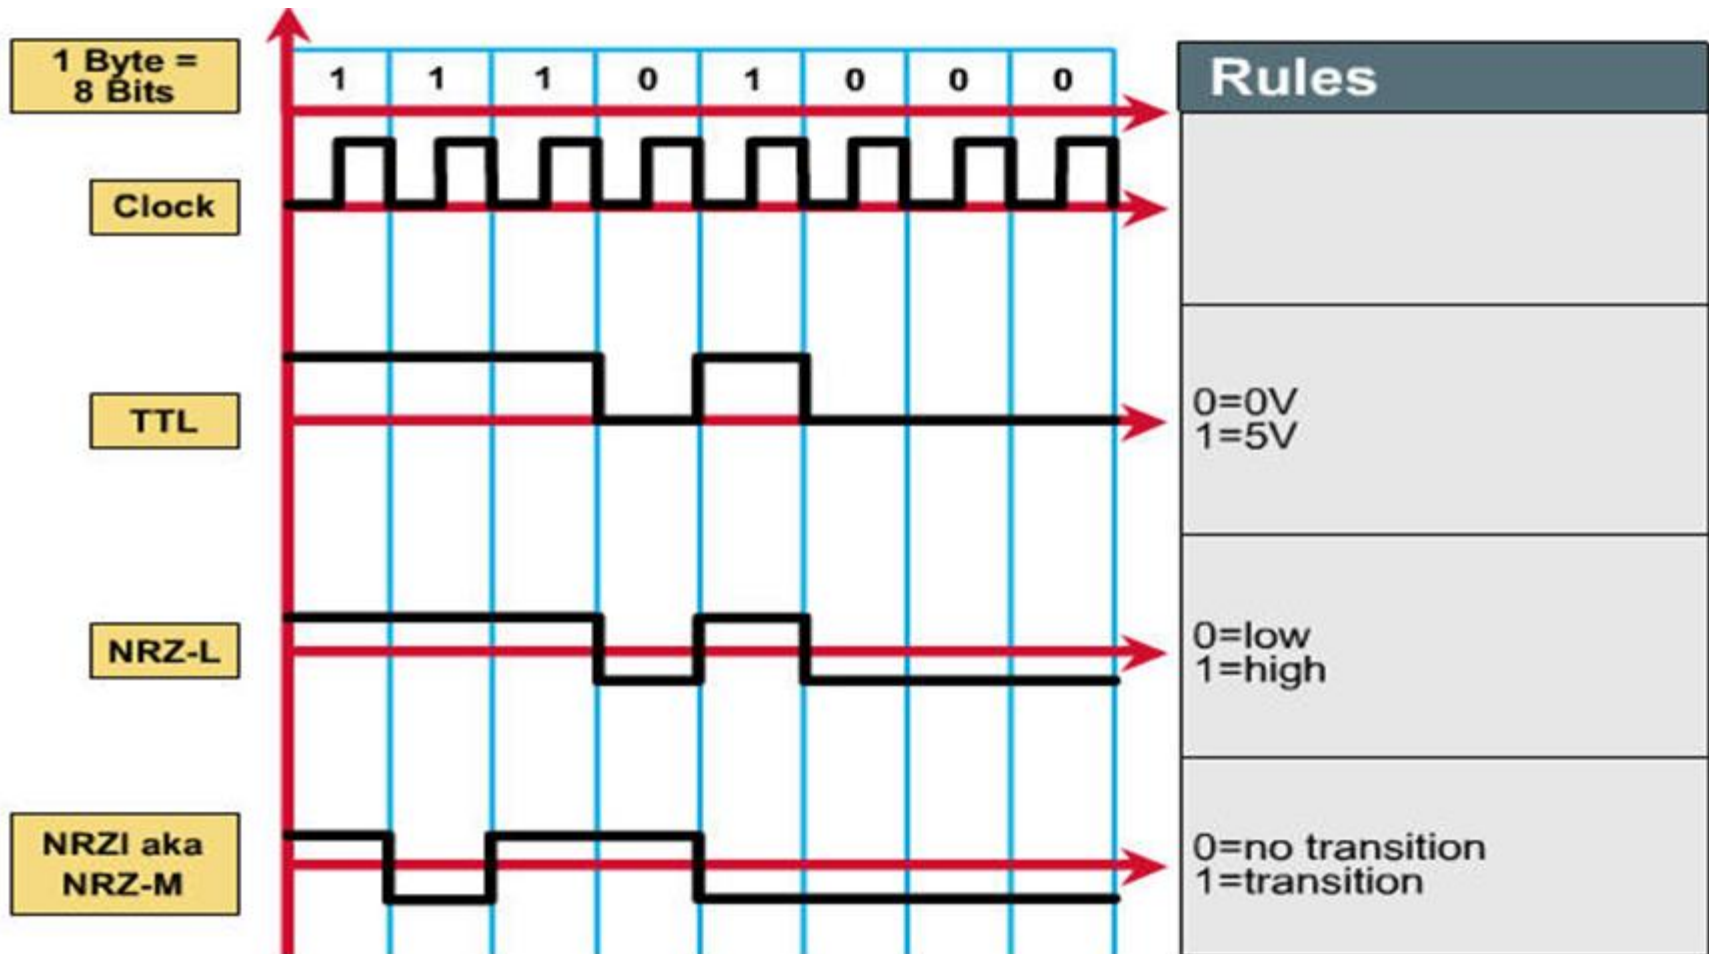 1 Byte =
8 Bits
1 1 1 0 1 0 0 0
Rules
Clock
TTL
0=0V
1=5V
NRZ-L
0=low
1=high
NRZI aka
NRZ-M
0=no transition
1=transition